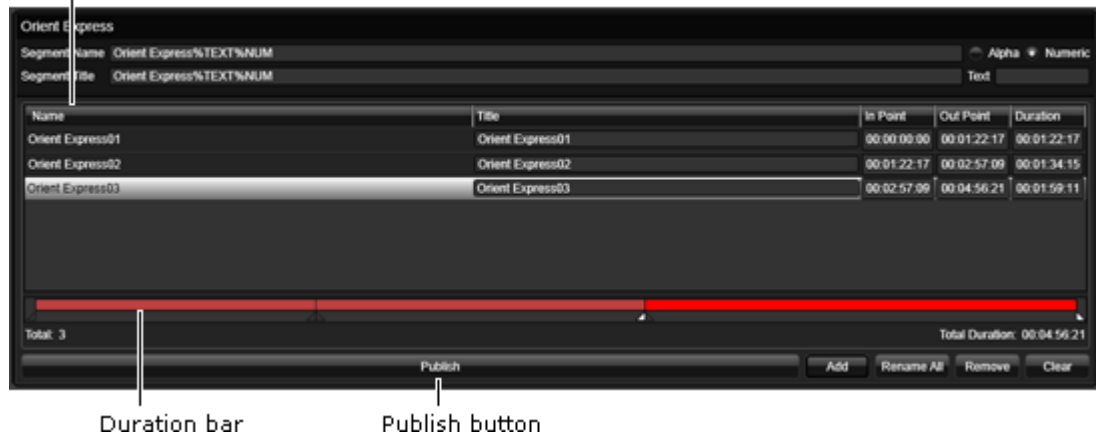 Orient Express
Segment Name Orient Express%TEXT%NUM Alpha Numeric
Segment Title Orient Express%TEXT%NUM Text
Name Title In Point Out Point Duration
Orient Express01 Orient Express01 00:00:00:00 00:01:22:17 00:01:22:17
Orient Express02 Orient Express02 00:01:22:17 00:02:57:09 00:01:34:15
Orient Express03 Orient Express03 00:02:57:09 00:04:56:21 00:01:59:11
Total: 3 Total Duration: 00:04:56:21
Publish Add Rename All Remove Clear
Duration bar Publish button